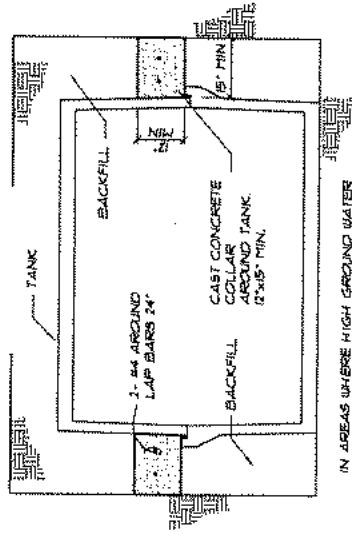 TANK
BACKFILL
2- #4 AROUND
LAP BARS 24"
12"
MIN
15" MIN
CAST CONCRETE
COLLAR
AROUND TANK.
12"x15" MIN.
BACKFILL
IN AREAS WHERE HIGH GROUND WATER